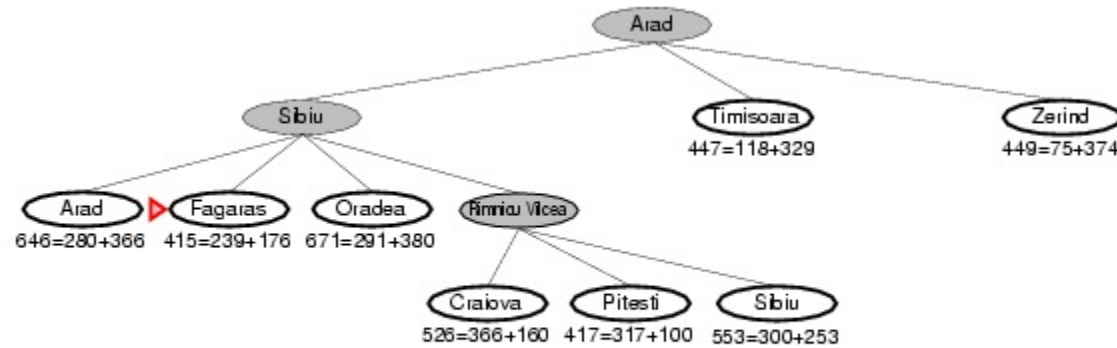 Arad
Sibiu
Timisoara
Zerind
447=118+329
449=75+374
Arad
Fagaras
Oradea
Rimnicu Vilcea
646=280+366
415=239+176
671=291+380
Craiova
Pitesti
Sibiu
526=366+160
417=317+100
553=300+253